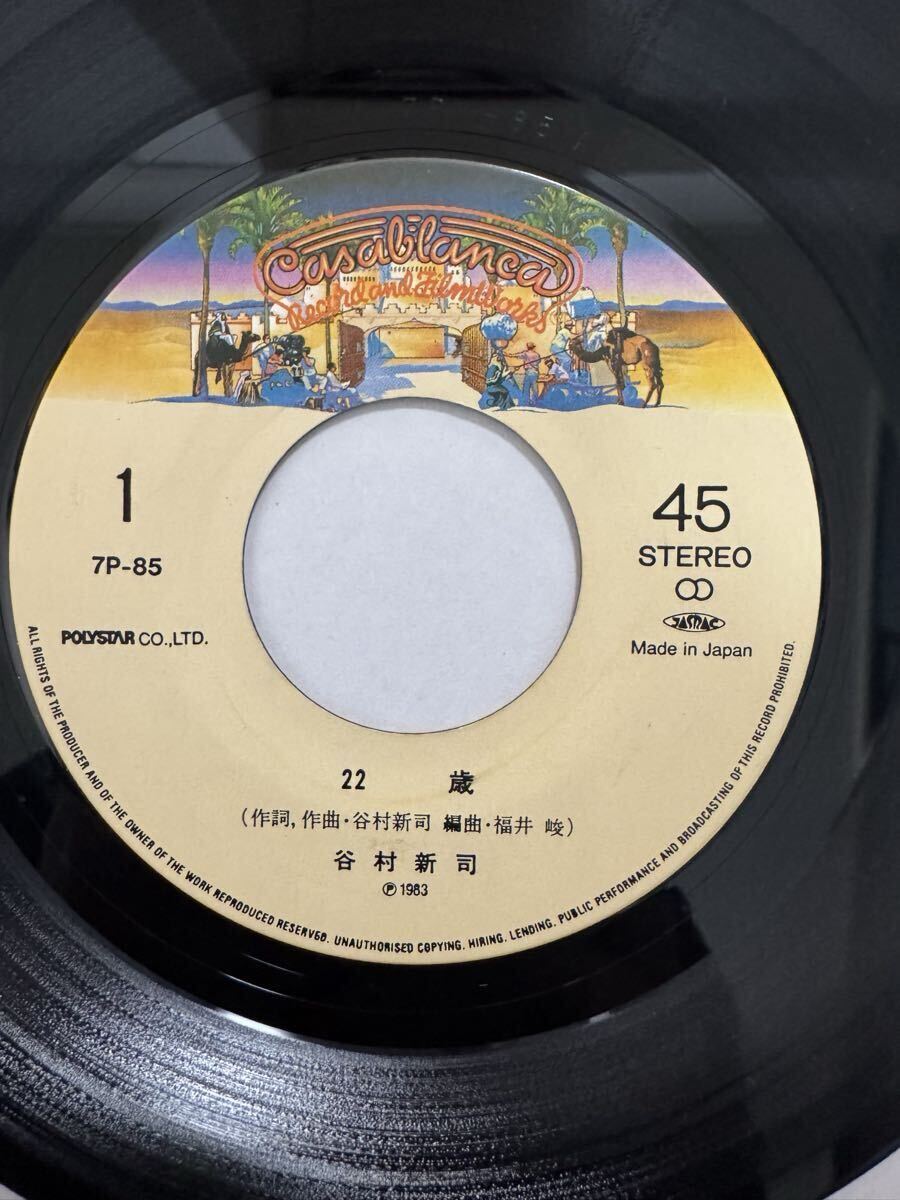 Casablanca
Record and FilmWorks
1
7P-85
POLYSTAR CO.,LTD.
45
STEREO
JASRAC
Made in Japan
22 歳
(作詞,作曲・谷村新司 編曲・福井 峻)
谷村新司
Ⓟ1983
ALL RIGHTS OF THE PRODUCER AND OF THE OWNER OF THE WORK REPRODUCED RESERVED. UNAUTHORISED COPYING. HIRING. LENDING. PUBLIC PERFORMANCE AND BROADCASTING OF THIS RECORD PROHIBITED.